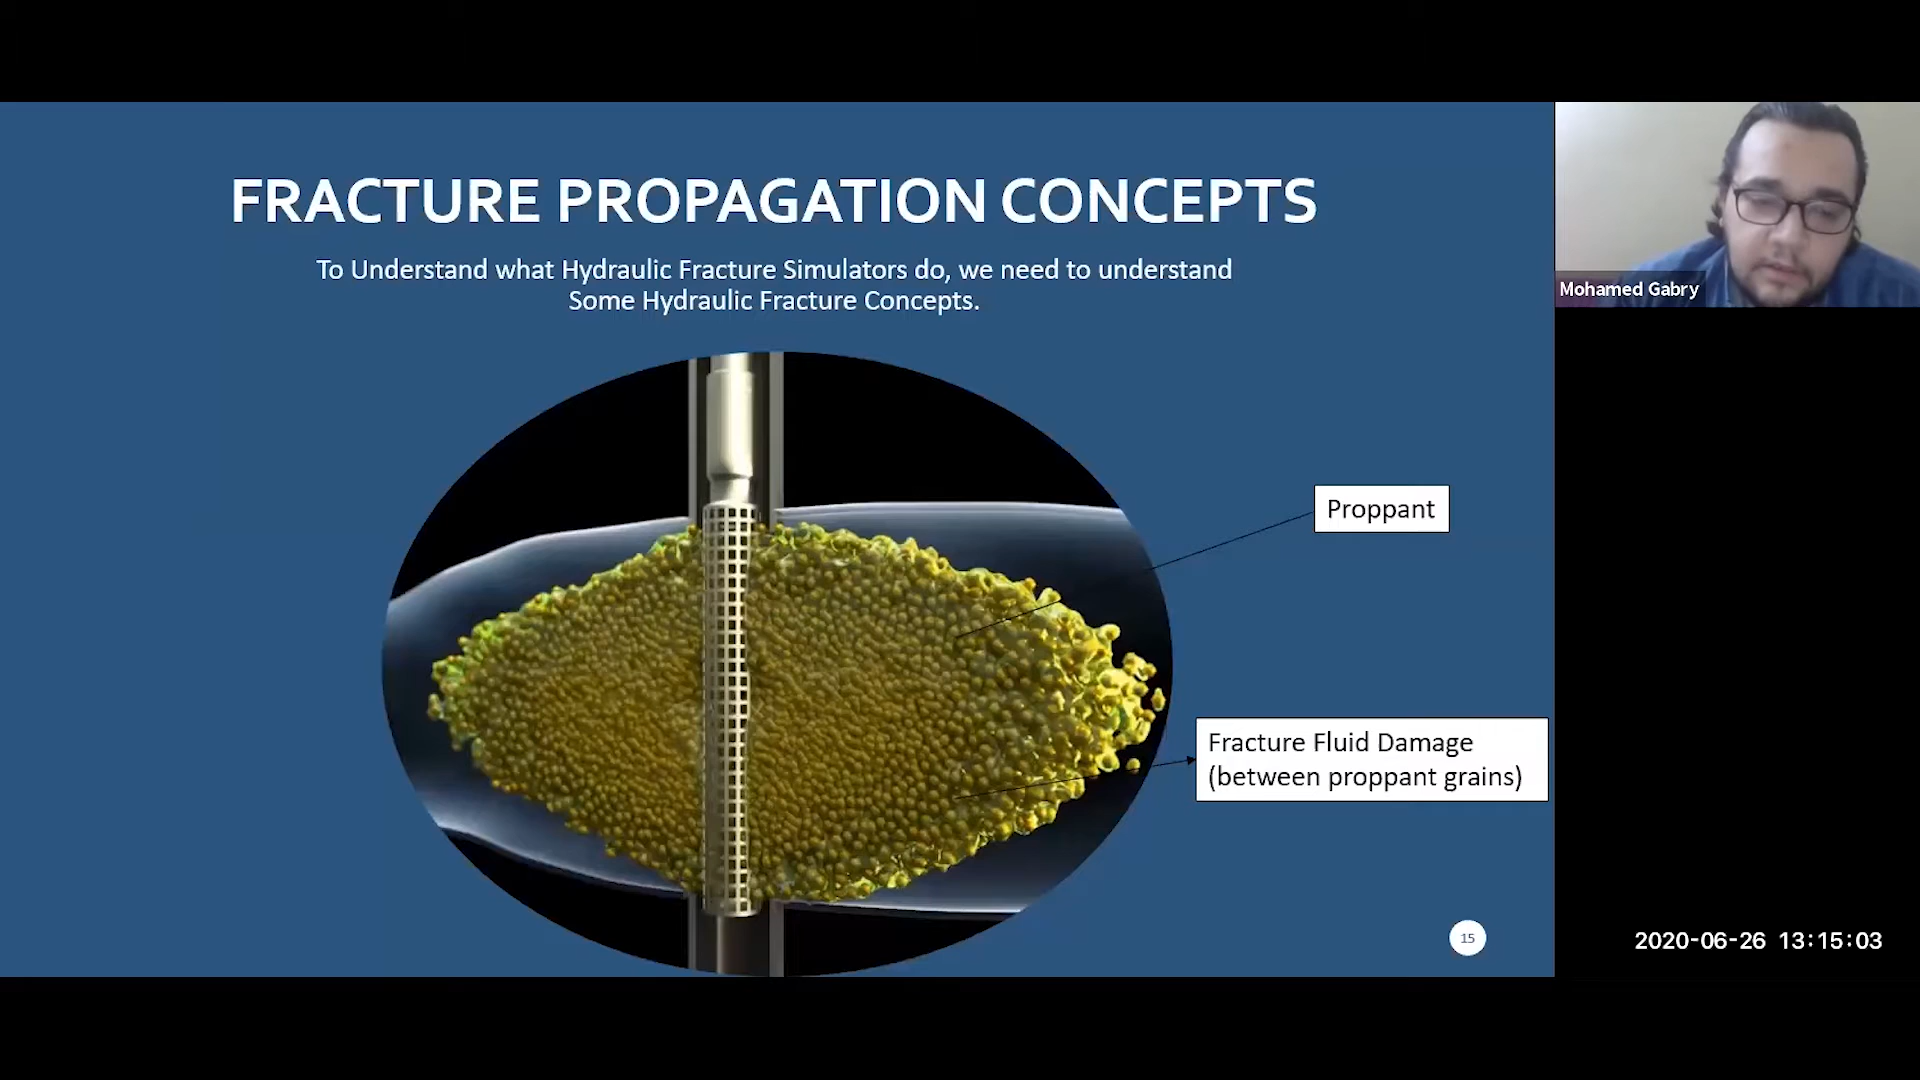 FRACTURE PROPAGATION CONCEPTS
To Understand what Hydraulic Fracture Simulators do, we need to understand
Some Hydraulic Fracture Concepts.
Proppant
Fracture Fluid Damage
(between proppant grains)
15
Mohamed Gabry
2020-06-26 13:15:03